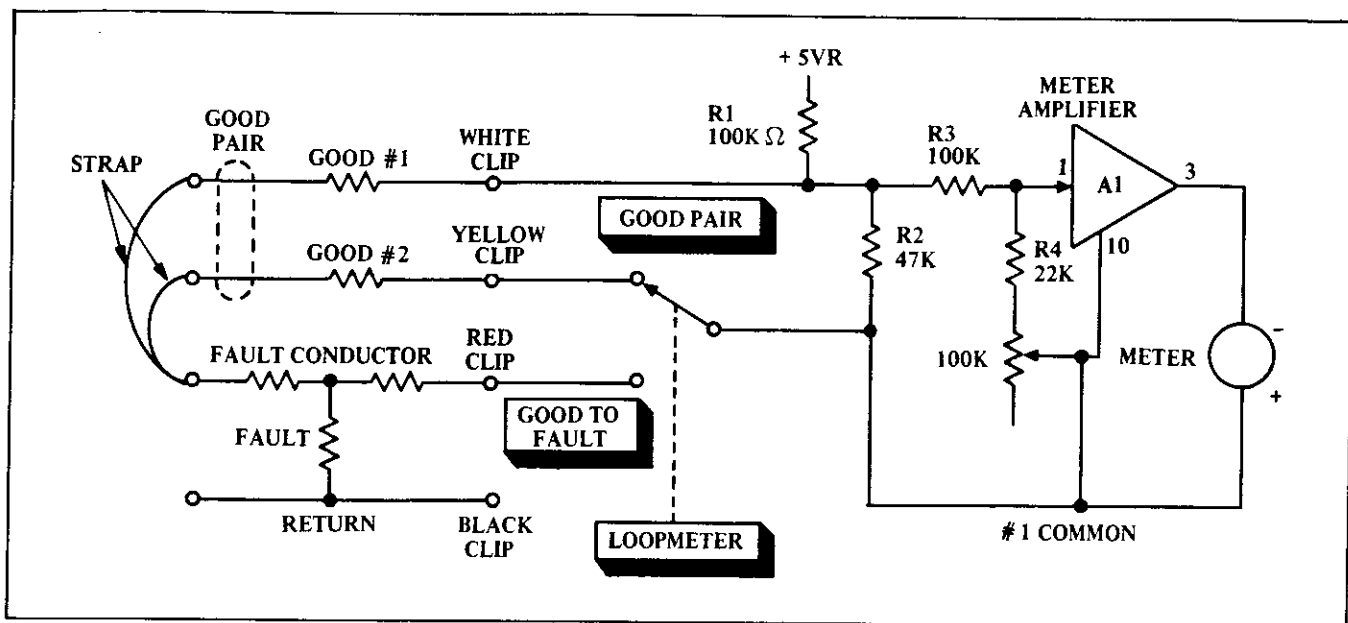 + 5VR
METER
AMPLIFIER
GOOD
PAIR
R1
100K Ω
R3
100K
STRAP
GOOD #1
WHITE
CLIP
1
A1
3
GOOD PAIR
10
GOOD #2
YELLOW
CLIP
R2
47K
R4
22K
FAULT CONDUCTOR
RED
CLIP
100K
METER
-
+
GOOD TO
FAULT
FAULT
RETURN
BLACK
CLIP
LOOPMETER
#1 COMMON